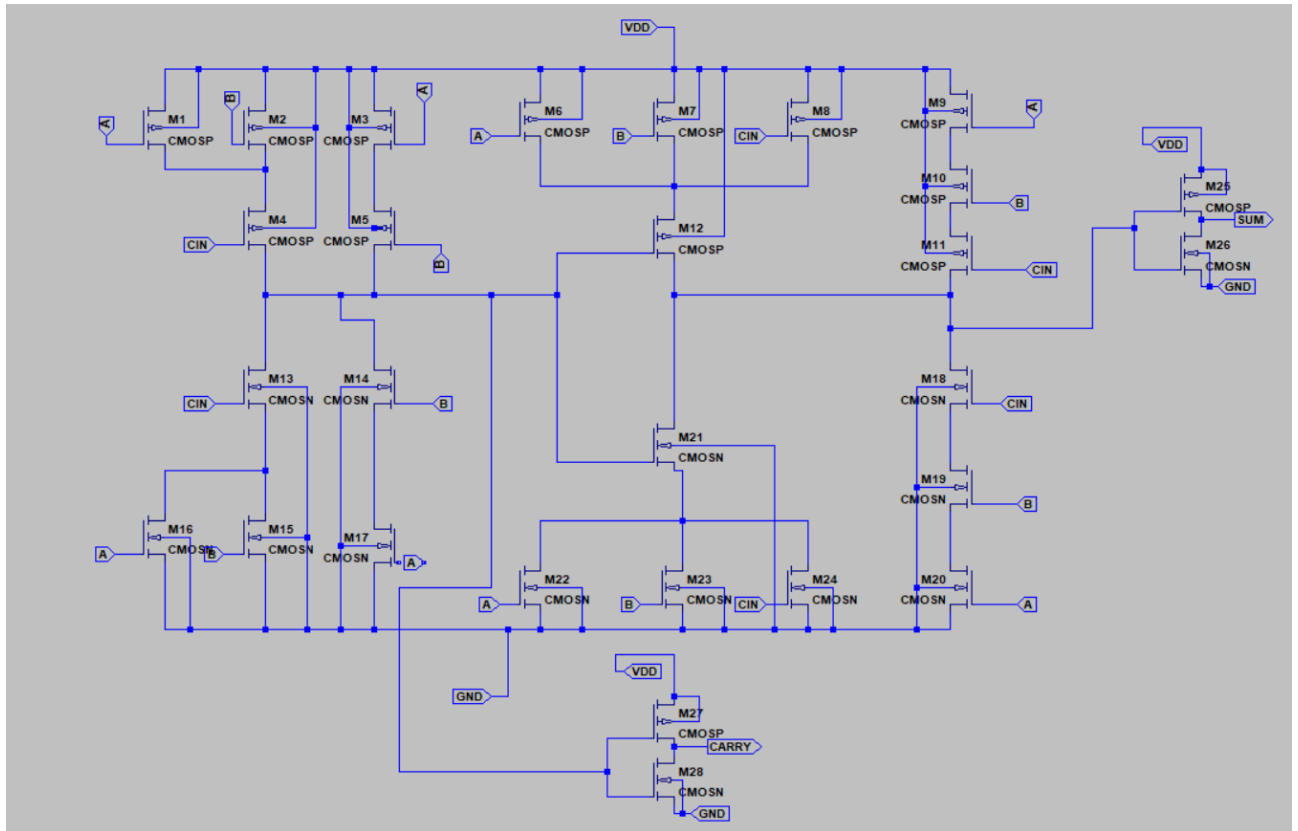 VDD
A
M1
CMOSP
B
M2
CMOSP
M3
CMOSP
A
A
M6
CMOSP
B
M7
CMOSP
CIN
M8
CMOSP
M9
CMOSP
A
VDD
M25
CMOSP
SUM
M26
CMOSN
GND
CIN
M4
CMOSP
M5
CMOSP
B
M12
CMOSP
M10
CMOSP
B
M11
CMOSP
CIN
CIN
M13
CMOSN
M14
CMOSN
B
M18
CMOSN
CIN
M21
CMOSN
M19
CMOSN
B
A
M16
CMOSN
B
M15
CMOSN
M17
CMOSN
A
A
M22
CMOSN
B
M23
CMOSN
CIN
M24
CMOSN
M20
CMOSN
A
GND
VDD
M27
CMOSP
CARRY
M28
CMOSN
GND